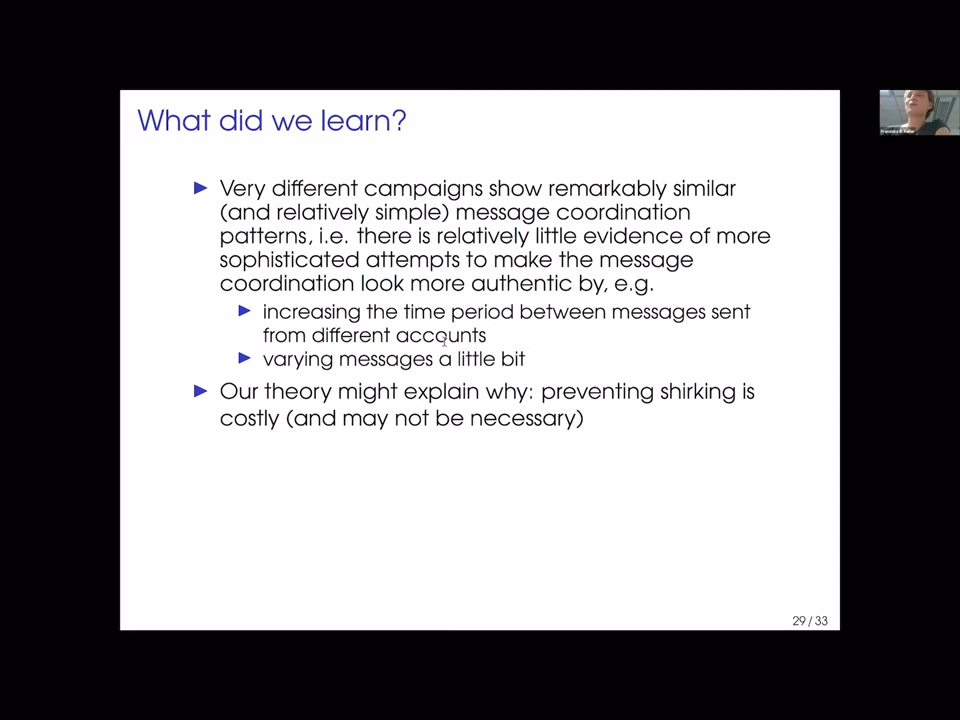 What did we learn?
Very different campaigns show remarkably similar
(and relatively simple) message coordination
patterns, i.e. there is relatively little evidence of more
sophisticated attempts to make the message
coordination look more authentic by, e.g.
increasing the time period between messages sent
from different accounts
varying messages a little bit
Our theory might explain why: preventing shirking is
costly (and may not be necessary)
29 / 33